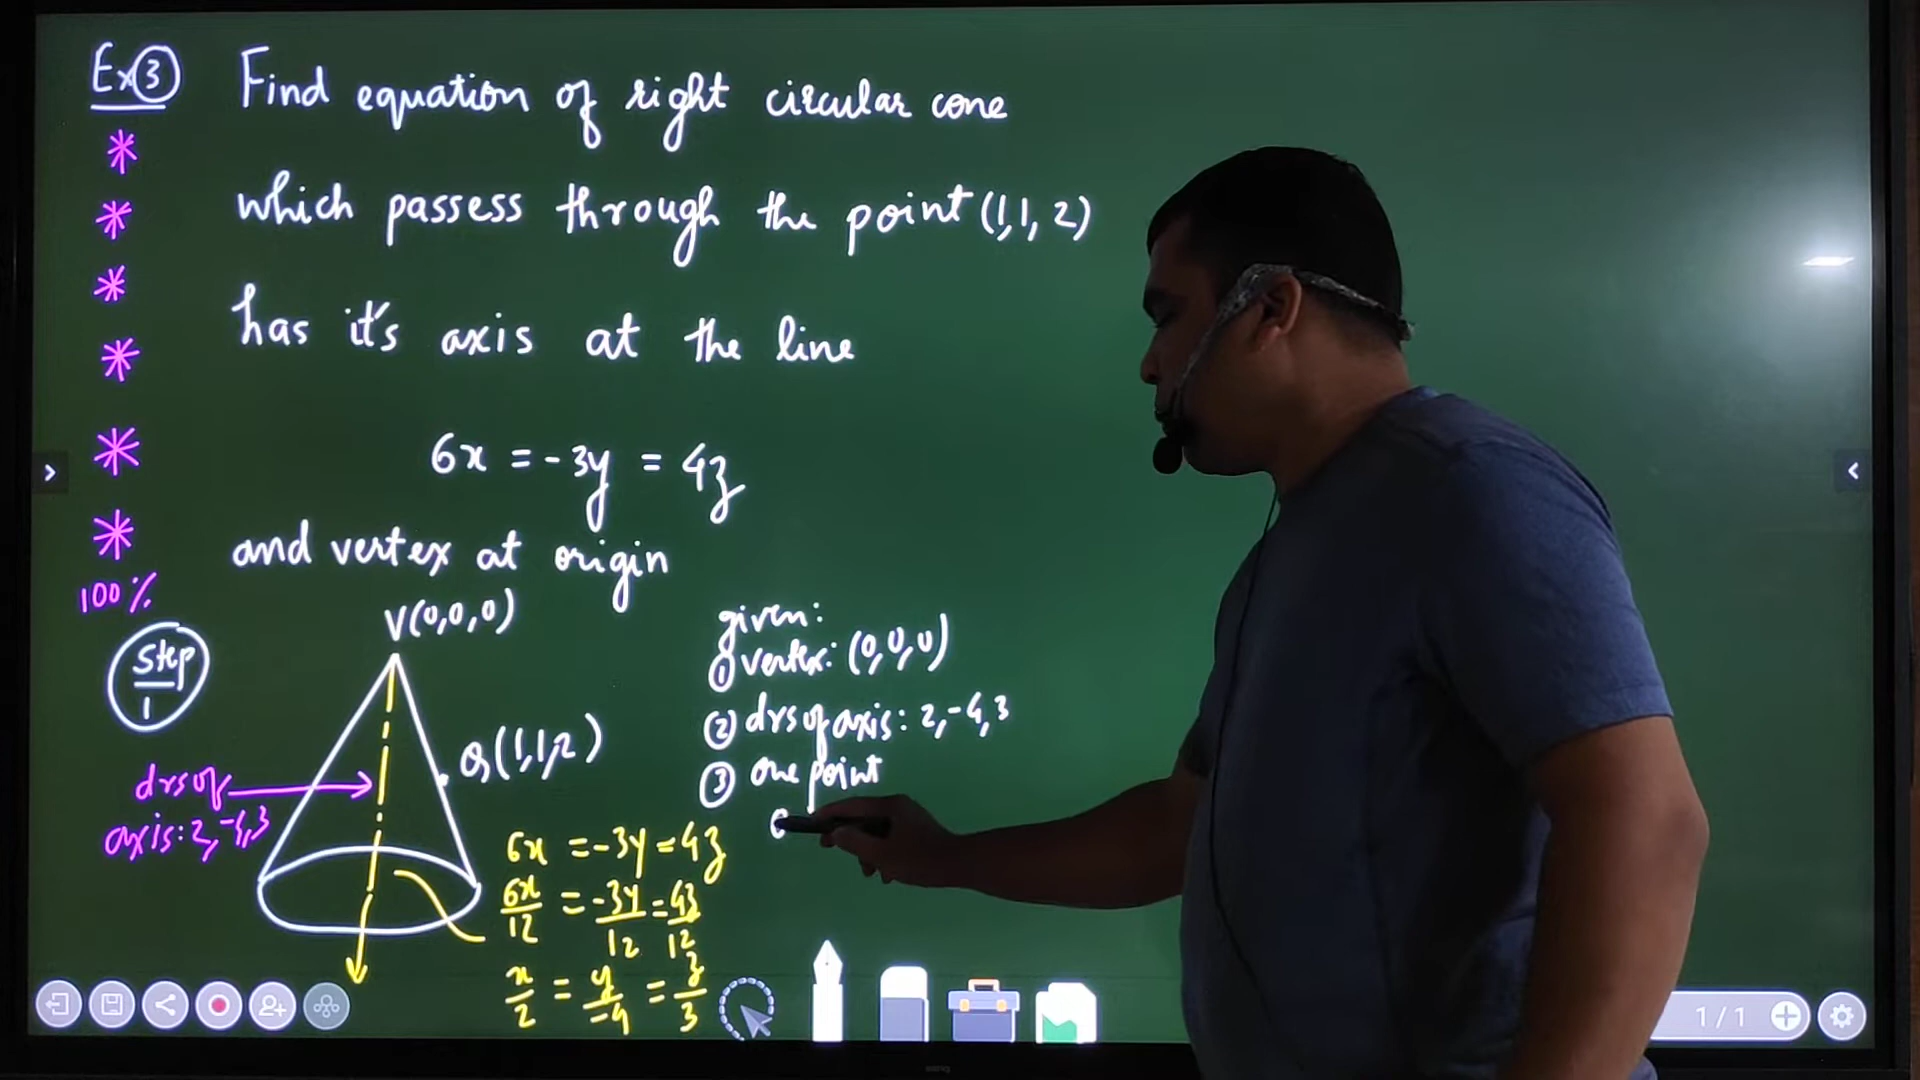 Ex 3 Find equation of right circular cone
which passess through the point (1,1,2)
has it's axis at the line
6x = -3y = 4z
and vertex at origin
100%
Step 1
V(0,0,0)
Q(1,1,2)
drs of
axis: 2,-4,3
6x = -3y = 4z
6x/12 = -3y/12 = 4z/12
x/2 = y/-4 = z/3
given:
① vertex: (0,0,0)
② drs of axis: 2,-4,3
③ one point
1/1